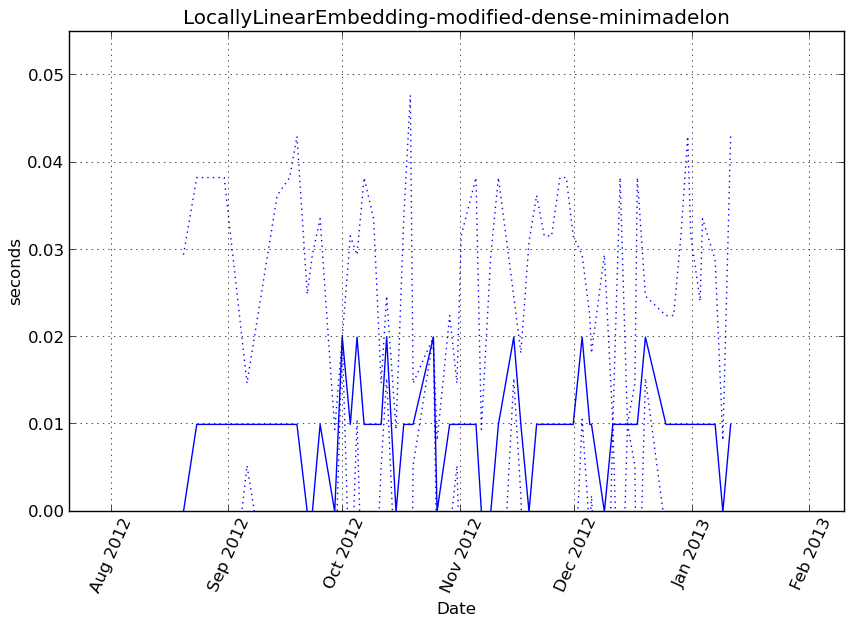 LocallyLinearEmbedding-modified-dense-minimadelon
0.05
0.04
0.03
0.02
0.01
0.00
seconds
Aug 2012
Sep 2012
Oct 2012
Nov 2012
Dec 2012
Jan 2013
Feb 2013
Date